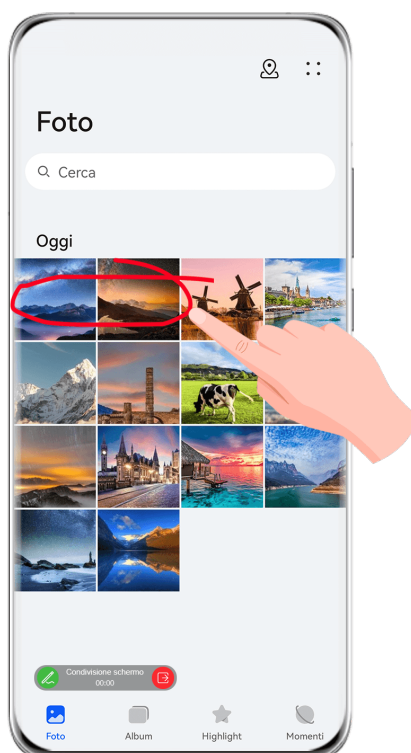 Foto
Cerca
Oggi
Condivisione schermo
00:00
Foto Album Highlight Momenti